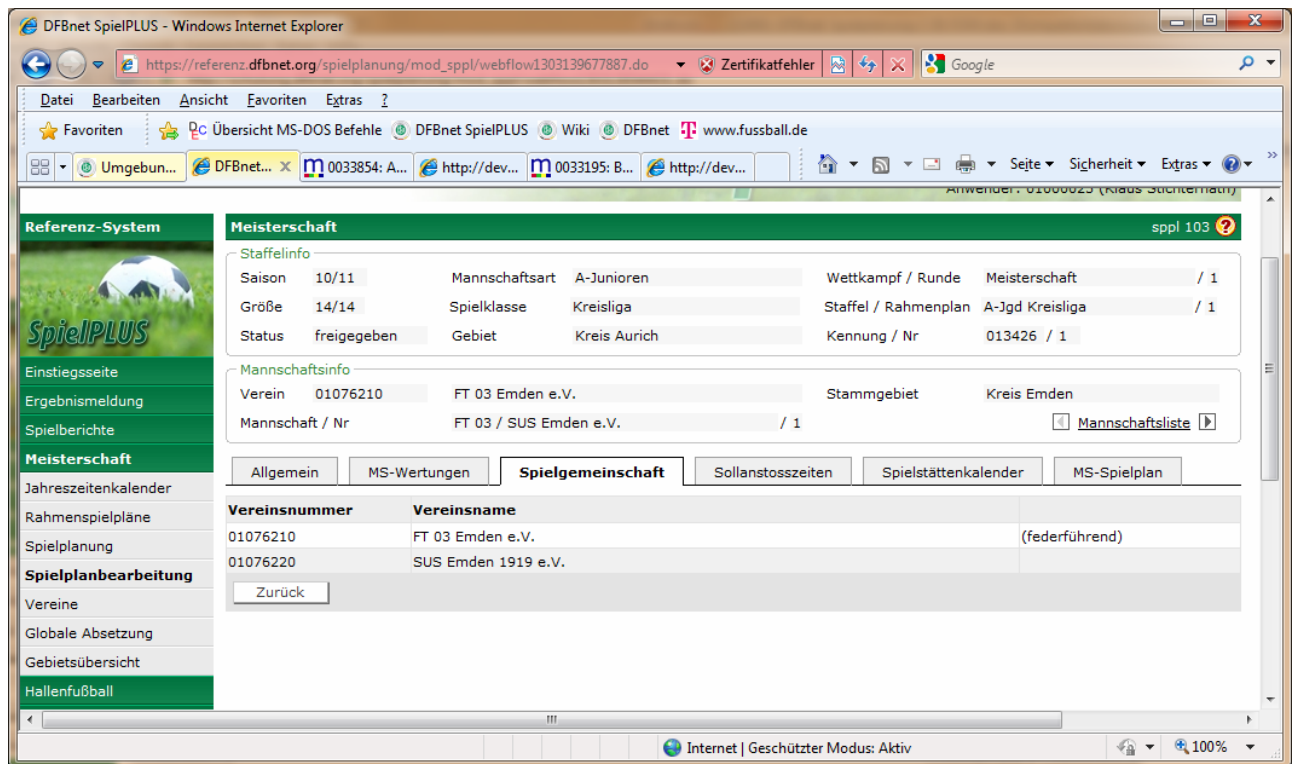 DFBnet SpielPLUS - Windows Internet Explorer
https://referenz.dfbnet.org/spielplanung/mod_sppl/webflow1303139677887.do Zertifikatfehler Google
Datei Bearbeiten Ansicht Favoriten Extras ?
Favoriten Übersicht MS-DOS Befehle DFBnet SpielPLUS Wiki DFBnet www.fussball.de
Umgebun... DFBnet... X 0033854: A... http://dev... 0033195: B... http://dev... Seite Sicherheit Extras »
Anwender: 01000025 (Klaus Stichternath)
Referenz-System
Meisterschaft sppl 103 ?
Staffelinfo
Saison 10/11 Mannschaftsart A-Junioren Wettkampf / Runde Meisterschaft / 1
Größe 14/14 Spielklasse Kreisliga Staffel / Rahmenplan A-Jgd Kreisliga / 1
Status freigegeben Gebiet Kreis Aurich Kennung / Nr 013426 / 1
SpielPLUS
Mannschaftsinfo
Verein 01076210 FT 03 Emden e.V. Stammgebiet Kreis Emden
Mannschaft / Nr FT 03 / SUS Emden e.V. / 1 Mannschaftsliste
Einstiegsseite
Ergebnismeldung
Spielberichte
Meisterschaft
Jahreszeitenkalender
Rahmenspielpläne
Spielplanung
Spielplanbearbeitung
Vereine
Globale Absetzung
Gebietsübersicht
Hallenfußball
Allgemein MS-Wertungen Spielgemeinschaft Sollanstosszeiten Spielstättenkalender MS-Spielplan
Vereinsnummer Vereinsname
01076210 FT 03 Emden e.V. (federführend)
01076220 SUS Emden 1919 e.V.
Zurück
Internet | Geschützter Modus: Aktiv 100%